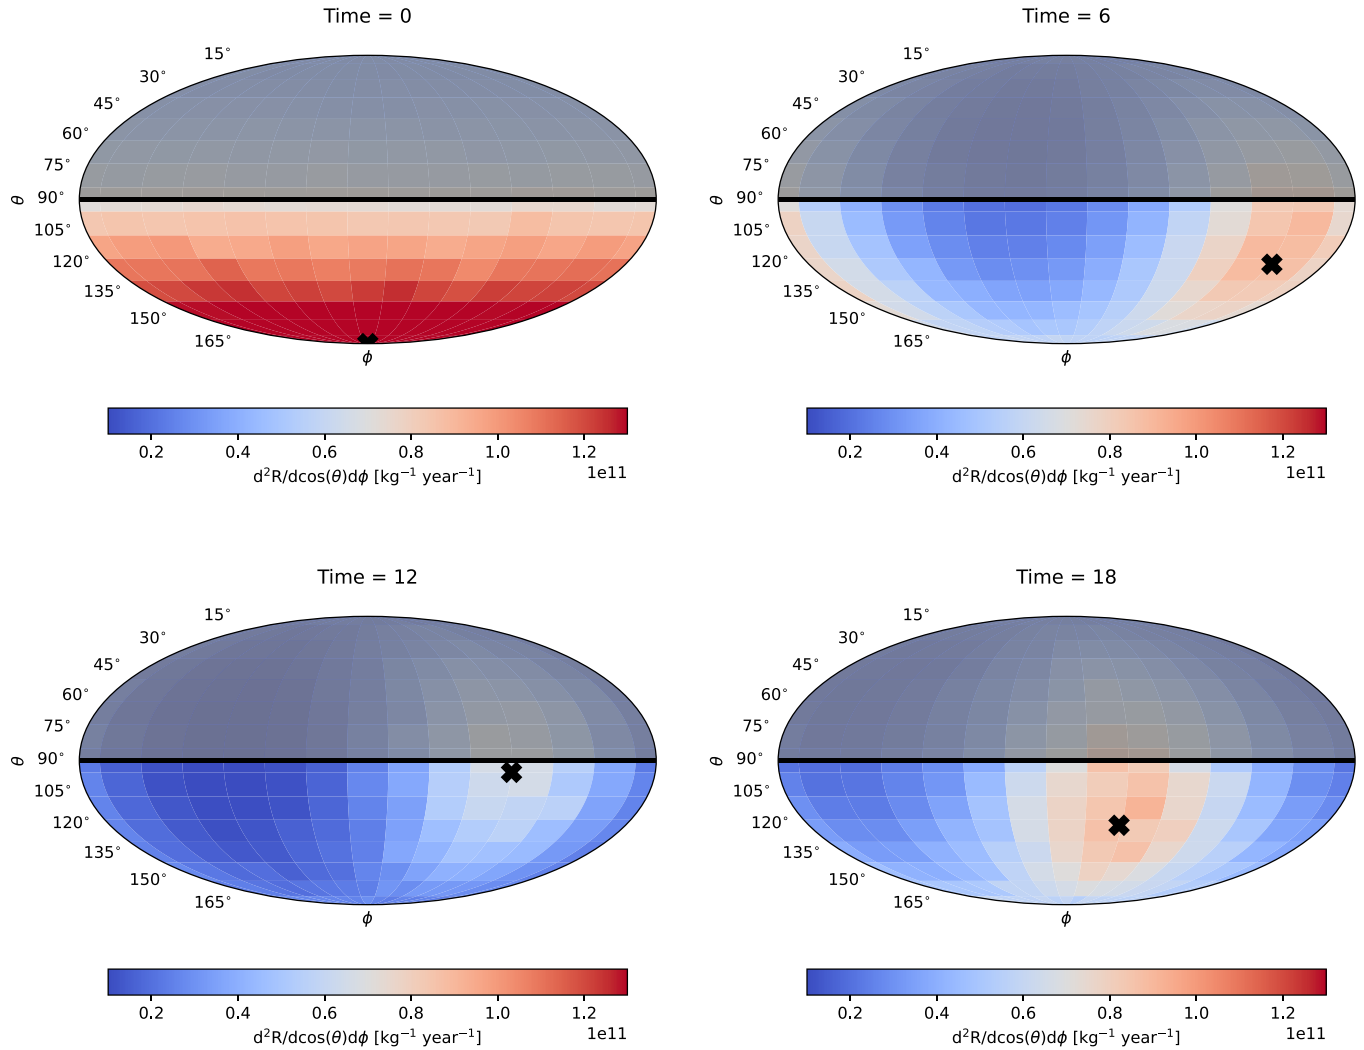 Time = 0
15°
30°
45°
60°
75°
θ 90°
105°
120°
135°
150°
165°
ϕ
0.2 0.4 0.6 0.8 1.0 1.2
1e11
d²R/dcos(θ)dϕ [kg⁻¹ year⁻¹]
Time = 6
15°
30°
45°
60°
75°
θ 90°
105°
120°
135°
150°
165°
ϕ
0.2 0.4 0.6 0.8 1.0 1.2
1e11
d²R/dcos(θ)dϕ [kg⁻¹ year⁻¹]
Time = 12
15°
30°
45°
60°
75°
θ 90°
105°
120°
135°
150°
165°
ϕ
0.2 0.4 0.6 0.8 1.0 1.2
1e11
d²R/dcos(θ)dϕ [kg⁻¹ year⁻¹]
Time = 18
15°
30°
45°
60°
75°
θ 90°
105°
120°
135°
150°
165°
ϕ
0.2 0.4 0.6 0.8 1.0 1.2
1e11
d²R/dcos(θ)dϕ [kg⁻¹ year⁻¹]